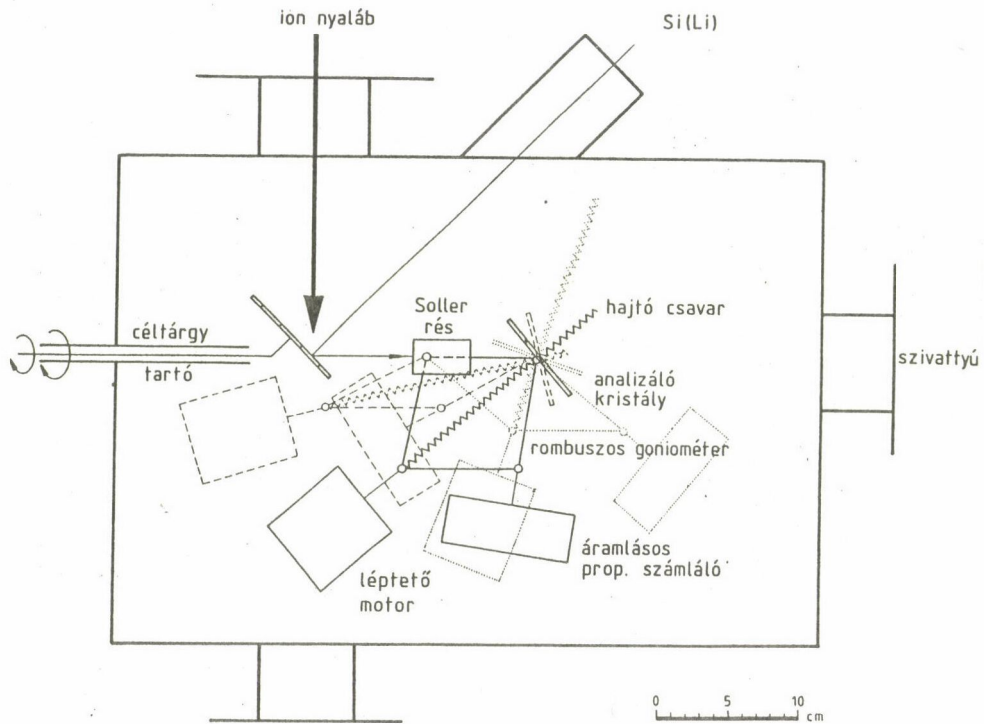 ion nyaláb
Si(Li)
Soller
rés
hajtó csavar
céltárgy
tartó
szivattyú
analizáló
kristály
rombuszos goniométer
áramlásos
prop. számláló
léptető
motor
0 5 10
cm